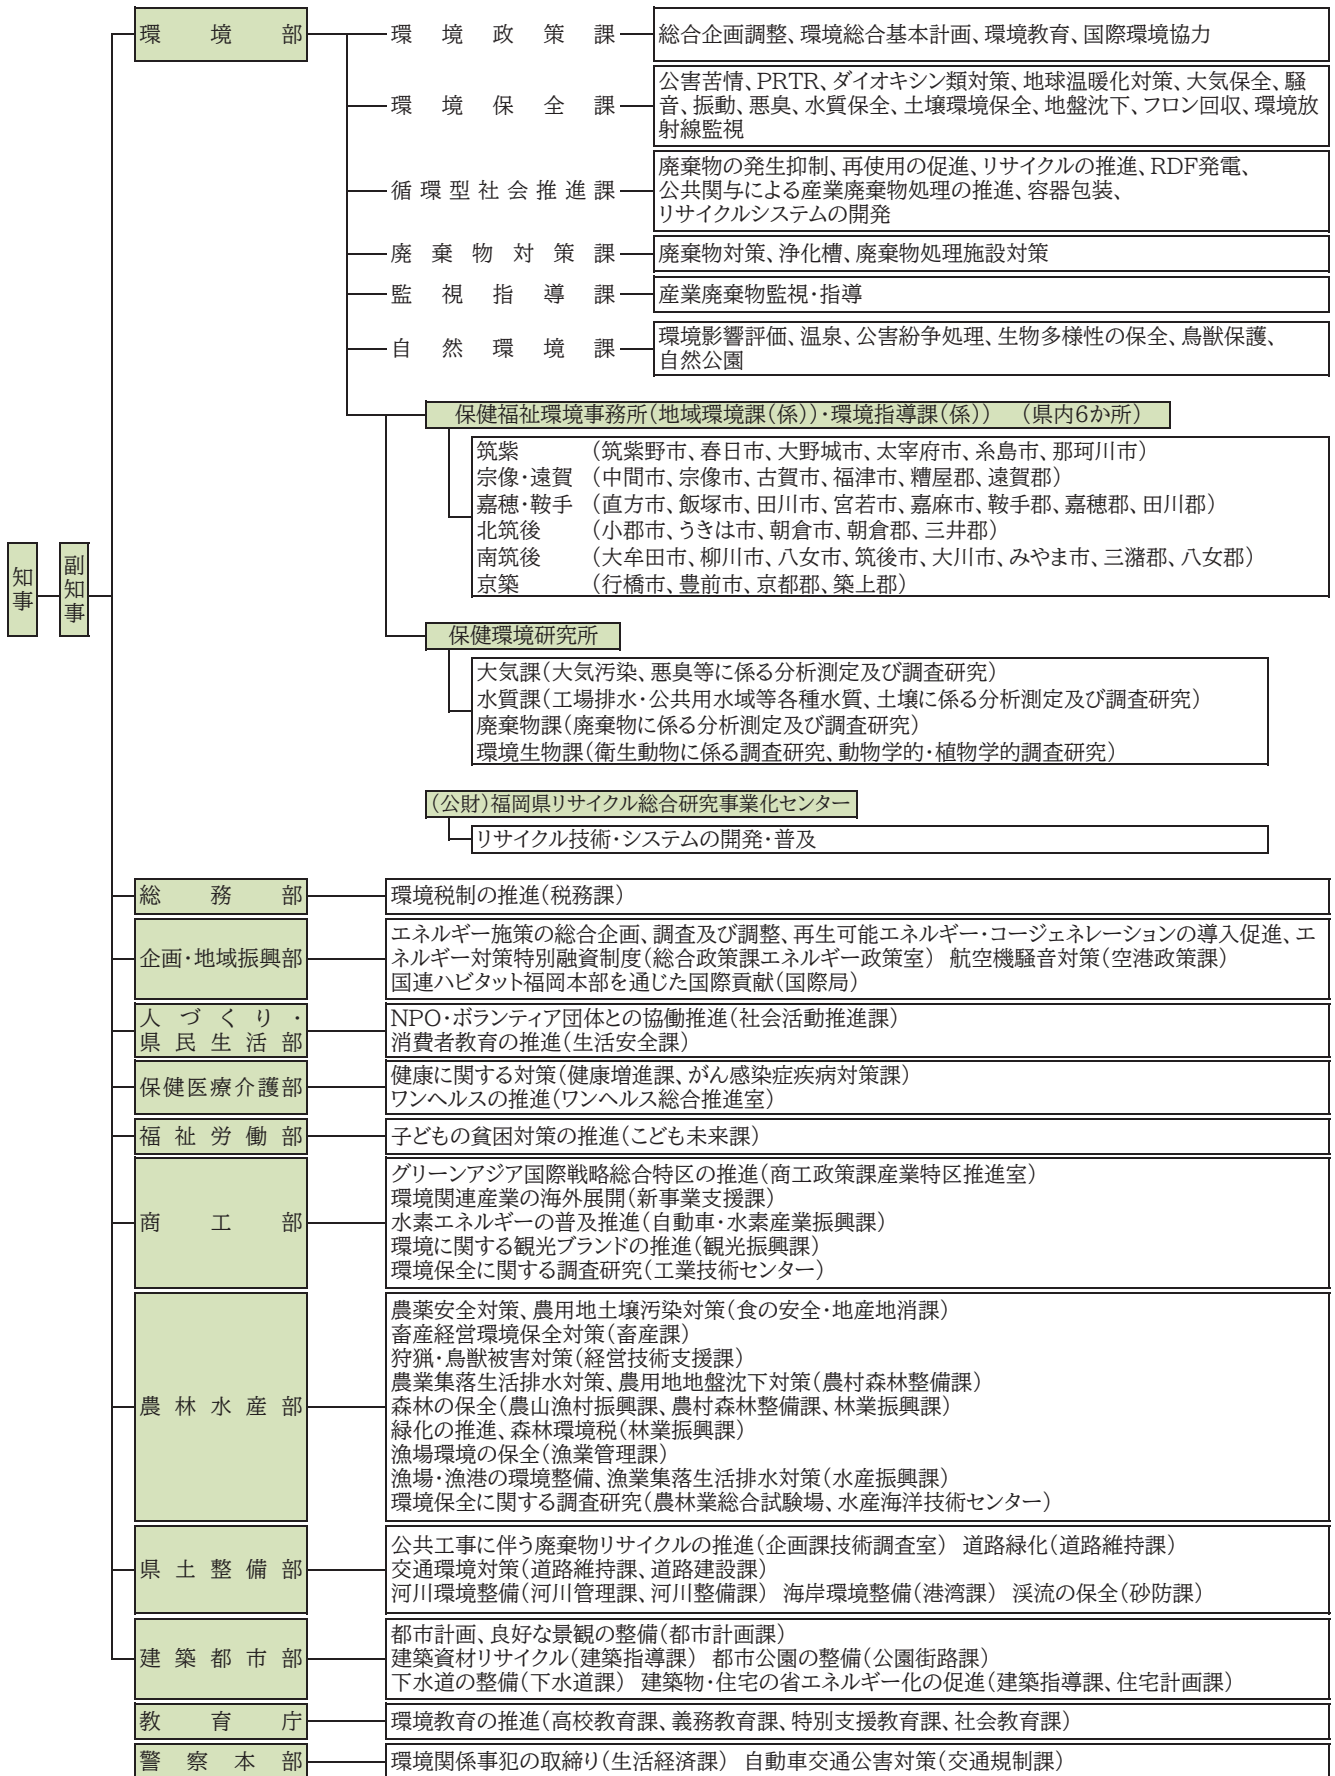 知事
副知事
環境部
環境政策課
総合企画調整、環境総合基本計画、環境教育、国際環境協力
環境保全課
公害苦情、PRTR、ダイオキシン類対策、地球温暖化対策、大気保全、騒
音、振動、悪臭、水質保全、土壌環境保全、地盤沈下、フロン回収、環境放
射線監視
循環型社会推進課
廃棄物の発生抑制、再使用の促進、リサイクルの推進、RDF発電、
公共関与による産業廃棄物処理の推進、容器包装、
リサイクルシステムの開発
廃棄物対策課
廃棄物対策、浄化槽、廃棄物処理施設対策
監視指導課
産業廃棄物監視・指導
自然環境課
環境影響評価、温泉、公害紛争処理、生物多様性の保全、鳥獣保護、
自然公園
保健福祉環境事務所(地域環境課(係))・環境指導課(係)) (県内6か所)
筑紫 (筑紫野市、春日市、大野城市、太宰府市、糸島市、那珂川市)
宗像・遠賀 (中間市、宗像市、古賀市、福津市、糟屋郡、遠賀郡)
嘉穂・鞍手 (直方市、飯塚市、田川市、宮若市、嘉麻市、鞍手郡、嘉穂郡、田川郡)
北筑後 (小郡市、うきは市、朝倉市、朝倉郡、三井郡)
南筑後 (大牟田市、柳川市、八女市、筑後市、大川市、みやま市、三潴郡、八女郡)
京築 (行橋市、豊前市、京都郡、築上郡)
保健環境研究所
大気課(大気汚染、悪臭等に係る分析測定及び調査研究)
水質課(工場排水・公共用水域等各種水質、土壌に係る分析測定及び調査研究)
廃棄物課(廃棄物に係る分析測定及び調査研究)
環境生物課(衛生動物に係る調査研究、動物学的・植物学的調査研究)
(公財)福岡県リサイクル総合研究事業化センター
リサイクル技術・システムの開発・普及
総務部
環境税制の推進(税務課)
企画・地域振興部
エネルギー施策の総合企画、調査及び調整、再生可能エネルギー・コージェネレーションの導入促進、エ
ネルギー対策特別融資制度(総合政策課エネルギー政策室) 航空機騒音対策(空港政策課)
国連ハビタット福岡本部を通じた国際貢献(国際局)
人づくり・
県民生活部
NPO・ボランティア団体との協働推進(社会活動推進課)
消費者教育の推進(生活安全課)
保健医療介護部
健康に関する対策(健康増進課、がん感染症疾病対策課)
ワンヘルスの推進(ワンヘルス総合推進室)
福祉労働部
子どもの貧困対策の推進(こども未来課)
商工部
グリーンアジア国際戦略総合特区の推進(商工政策課産業特区推進室)
環境関連産業の海外展開(新事業支援課)
水素エネルギーの普及推進(自動車・水素産業振興課)
環境に関する観光ブランドの推進(観光振興課)
環境保全に関する調査研究(工業技術センター)
農林水産部
農薬安全対策、農用地土壌汚染対策(食の安全・地産地消課)
畜産経営環境保全対策(畜産課)
狩猟・鳥獣被害対策(経営技術支援課)
農業集落生活排水対策、農用地地盤沈下対策(農村森林整備課)
森林の保全(農山漁村振興課、農村森林整備課、林業振興課)
緑化の推進、森林環境税(林業振興課)
漁場環境の保全(漁業管理課)
漁場・漁港の環境整備、漁業集落生活排水対策(水産振興課)
環境保全に関する調査研究(農林業総合試験場、水産海洋技術センター)
県土整備部
公共工事に伴う廃棄物リサイクルの推進(企画課技術調査室) 道路緑化(道路維持課)
交通環境対策(道路維持課、道路建設課)
河川環境整備(河川管理課、河川整備課) 海岸環境整備(港湾課) 渓流の保全(砂防課)
建築都市部
都市計画、良好な景観の整備(都市計画課)
建築資材リサイクル(建築指導課) 都市公園の整備(公園街路課)
下水道の整備(下水道課) 建築物・住宅の省エネルギー化の促進(建築指導課、住宅計画課)
教育庁
環境教育の推進(高校教育課、義務教育課、特別支援教育課、社会教育課)
警察本部
環境関係事犯の取締り(生活経済課) 自動車交通公害対策(交通規制課)